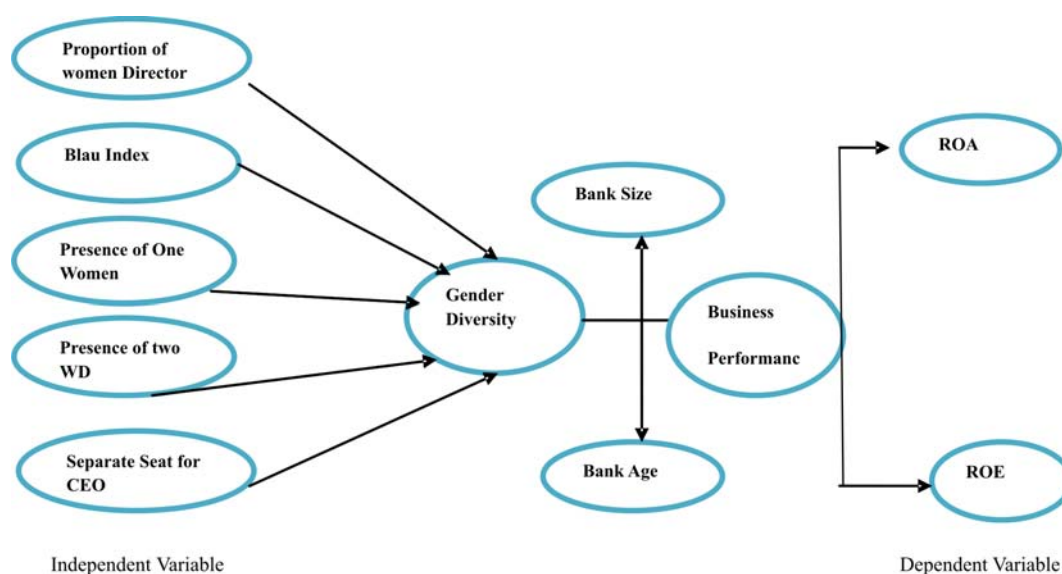 Proportion of
women Director
Blau Index
Presence of One
Women
Presence of two
WD
Separate Seat for
CEO
Gender
Diversity
Bank Size
Bank Age
Business
Performanc
ROA
ROE
Independent Variable
Dependent Variable